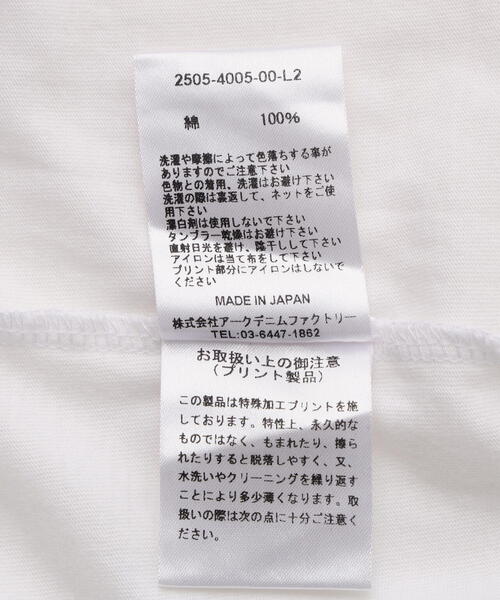 2505-4005-00-L2
綿 100%
洗濯や摩擦によって色落ちする事が
ありますのでご注意下さい
色物との着用、洗濯はお避け下さい
洗濯の際は裏返して、ネットをご使
用下さい
漂白剤は使用しないで下さい
タンブラー乾燥はお避け下さい
直射日光を避け、陰干しして下さい
アイロンは当て布をして下さい
プリント部分にアイロンはしないで
ください
MADE IN JAPAN
株式会社アークデニムファクトリー
TEL:03-6447-1862
お取扱い上の御注意
(プリント製品)
この製品は特殊加工プリントを施
しております。特性上、永久的な
ものではなく、もまれたり、擦ら
れたりすると脱落しやすく、又、
水洗いやクリーニングを繰り返す
ことにより多少薄くなります。取
扱いの際は次の点に十分ご注意く
ださい。